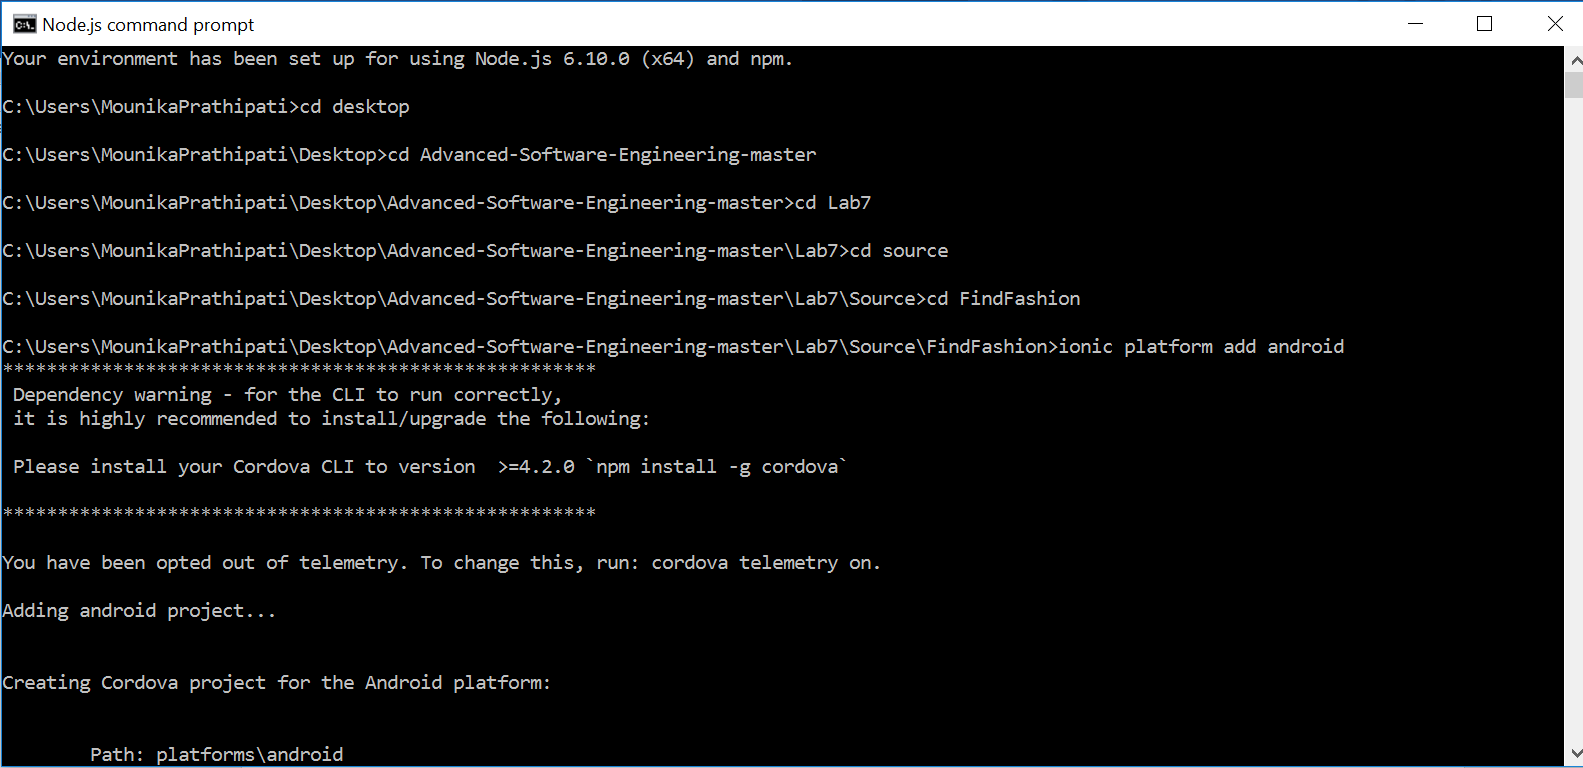 Node.js command prompt
Your environment has been set up for using Node.js 6.10.0 (x64) and npm.
C:\Users\MounikaPrathipati>cd desktop
C:\Users\MounikaPrathipati\Desktop>cd Advanced-Software-Engineering-master
C:\Users\MounikaPrathipati\Desktop\Advanced-Software-Engineering-master>cd Lab7
C:\Users\MounikaPrathipati\Desktop\Advanced-Software-Engineering-master\Lab7>cd source
C:\Users\MounikaPrathipati\Desktop\Advanced-Software-Engineering-master\Lab7\Source>cd FindFashion
C:\Users\MounikaPrathipati\Desktop\Advanced-Software-Engineering-master\Lab7\Source\FindFashion>ionic platform add android
******************************************************
Dependency warning - for the CLI to run correctly,
it is highly recommended to install/upgrade the following:
Please install your Cordova CLI to version  >=4.2.0 `npm install -g cordova`
******************************************************
You have been opted out of telemetry. To change this, run: cordova telemetry on.
Adding android project...
Creating Cordova project for the Android platform:
Path: platforms\android